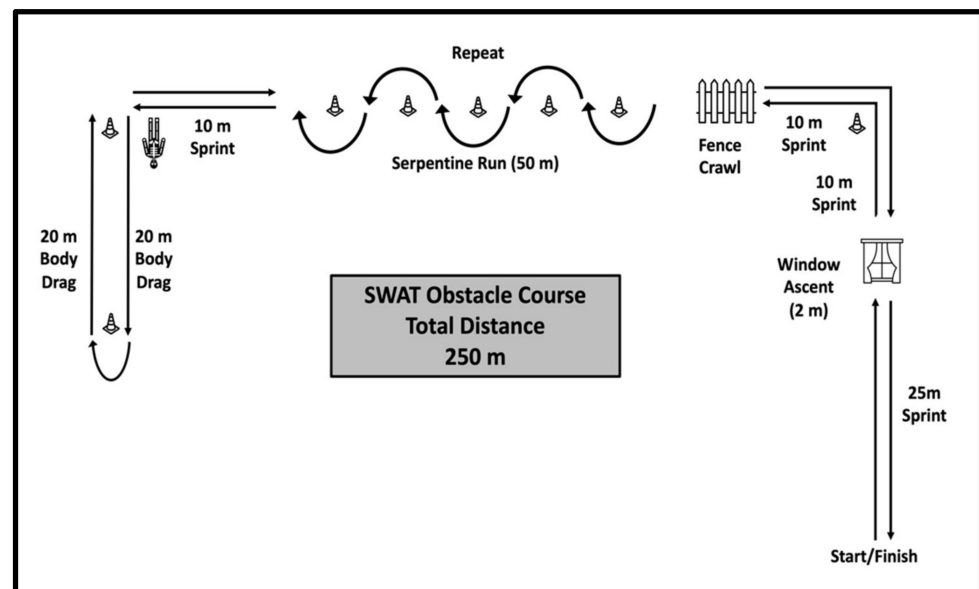 Repeat
10 m
Sprint
Serpentine Run (50 m)
Fence
Crawl
10 m
Sprint
10 m
Sprint
20 m
Body
Drag
20 m
Body
Drag
Window
Ascent
(2 m)
SWAT Obstacle Course
Total Distance
250 m
25m
Sprint
Start/Finish